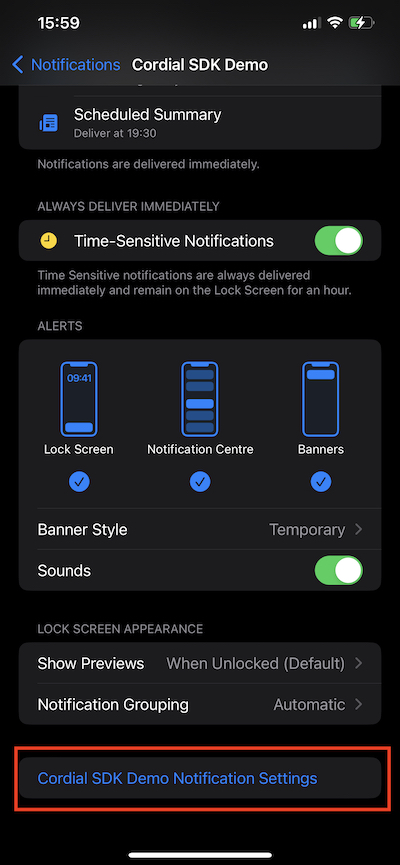 15:59
Notifications
Cordial SDK Demo
Scheduled Summary
Deliver at 19:30
Notifications are delivered immediately.
ALWAYS DELIVER IMMEDIATELY
Time-Sensitive Notifications
Time Sensitive notifications are always delivered
immediately and remain on the Lock Screen for an hour.
ALERTS
09:41
Lock Screen
Notification Centre
Banners
Banner Style
Temporary
Sounds
LOCK SCREEN APPEARANCE
Show Previews
When Unlocked (Default)
Notification Grouping
Automatic
Cordial SDK Demo Notification Settings